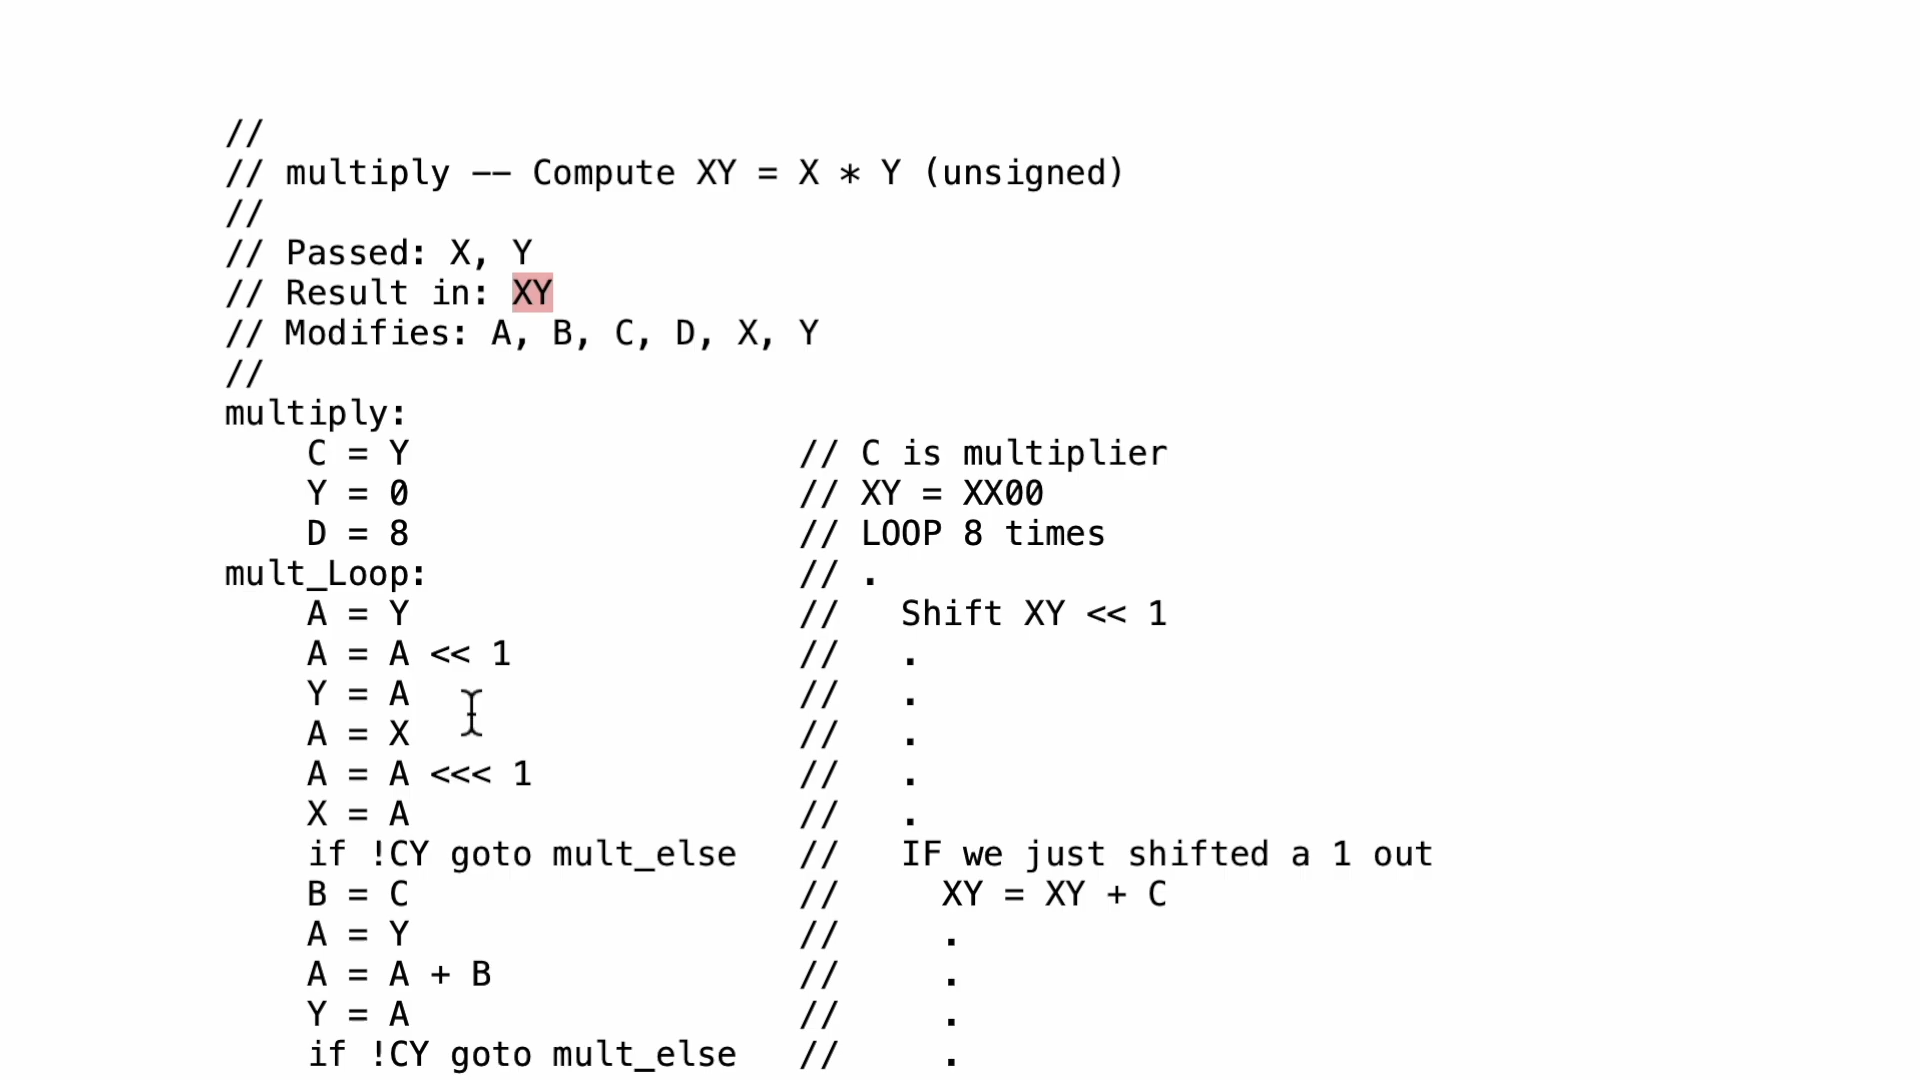 //
// multiply -- Compute XY = X * Y (unsigned)
//
// Passed: X, Y
// Result in: XY
// Modifies: A, B, C, D, X, Y
//
multiply:
    C = Y                   // C is multiplier
    Y = 0                   // XY = XX00
    D = 8                   // LOOP 8 times
mult_Loop:                  // .
    A = Y                   //   Shift XY << 1
    A = A << 1              //   .
    Y = A                   //   .
    A = X                   //   .
    A = A <<< 1             //   .
    X = A                   //   .
    if !CY goto mult_else   //   IF we just shifted a 1 out
    B = C                   //     XY = XY + C
    A = Y                   //     .
    A = A + B               //     .
    Y = A                   //     .
    if !CY goto mult_else   //     .